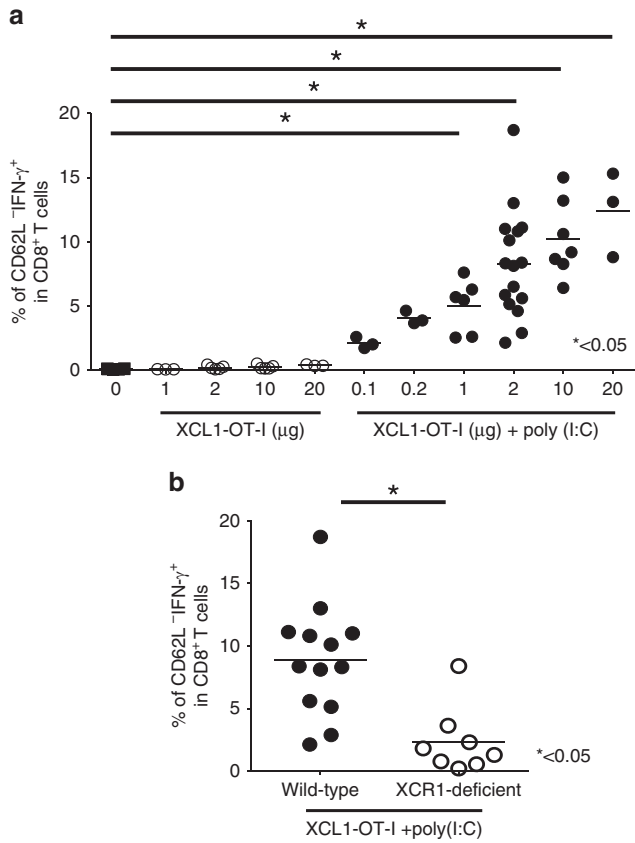 a
*
*
*
*
20
15
10
5
0
% of CD62L⁻IFN-γ⁺
in CD8⁺ T cells
*<0.05
0 1 2 10 20 0.1 0.2 1 2 10 20
XCL1-OT-I (μg) XCL1-OT-I (μg) + poly (I:C)
b
*
20
15
10
5
0
% of CD62L⁻IFN-γ⁺
in CD8⁺T cells
*<0.05
Wild-type XCR1-deficient
XCL1-OT-I +poly(I:C)